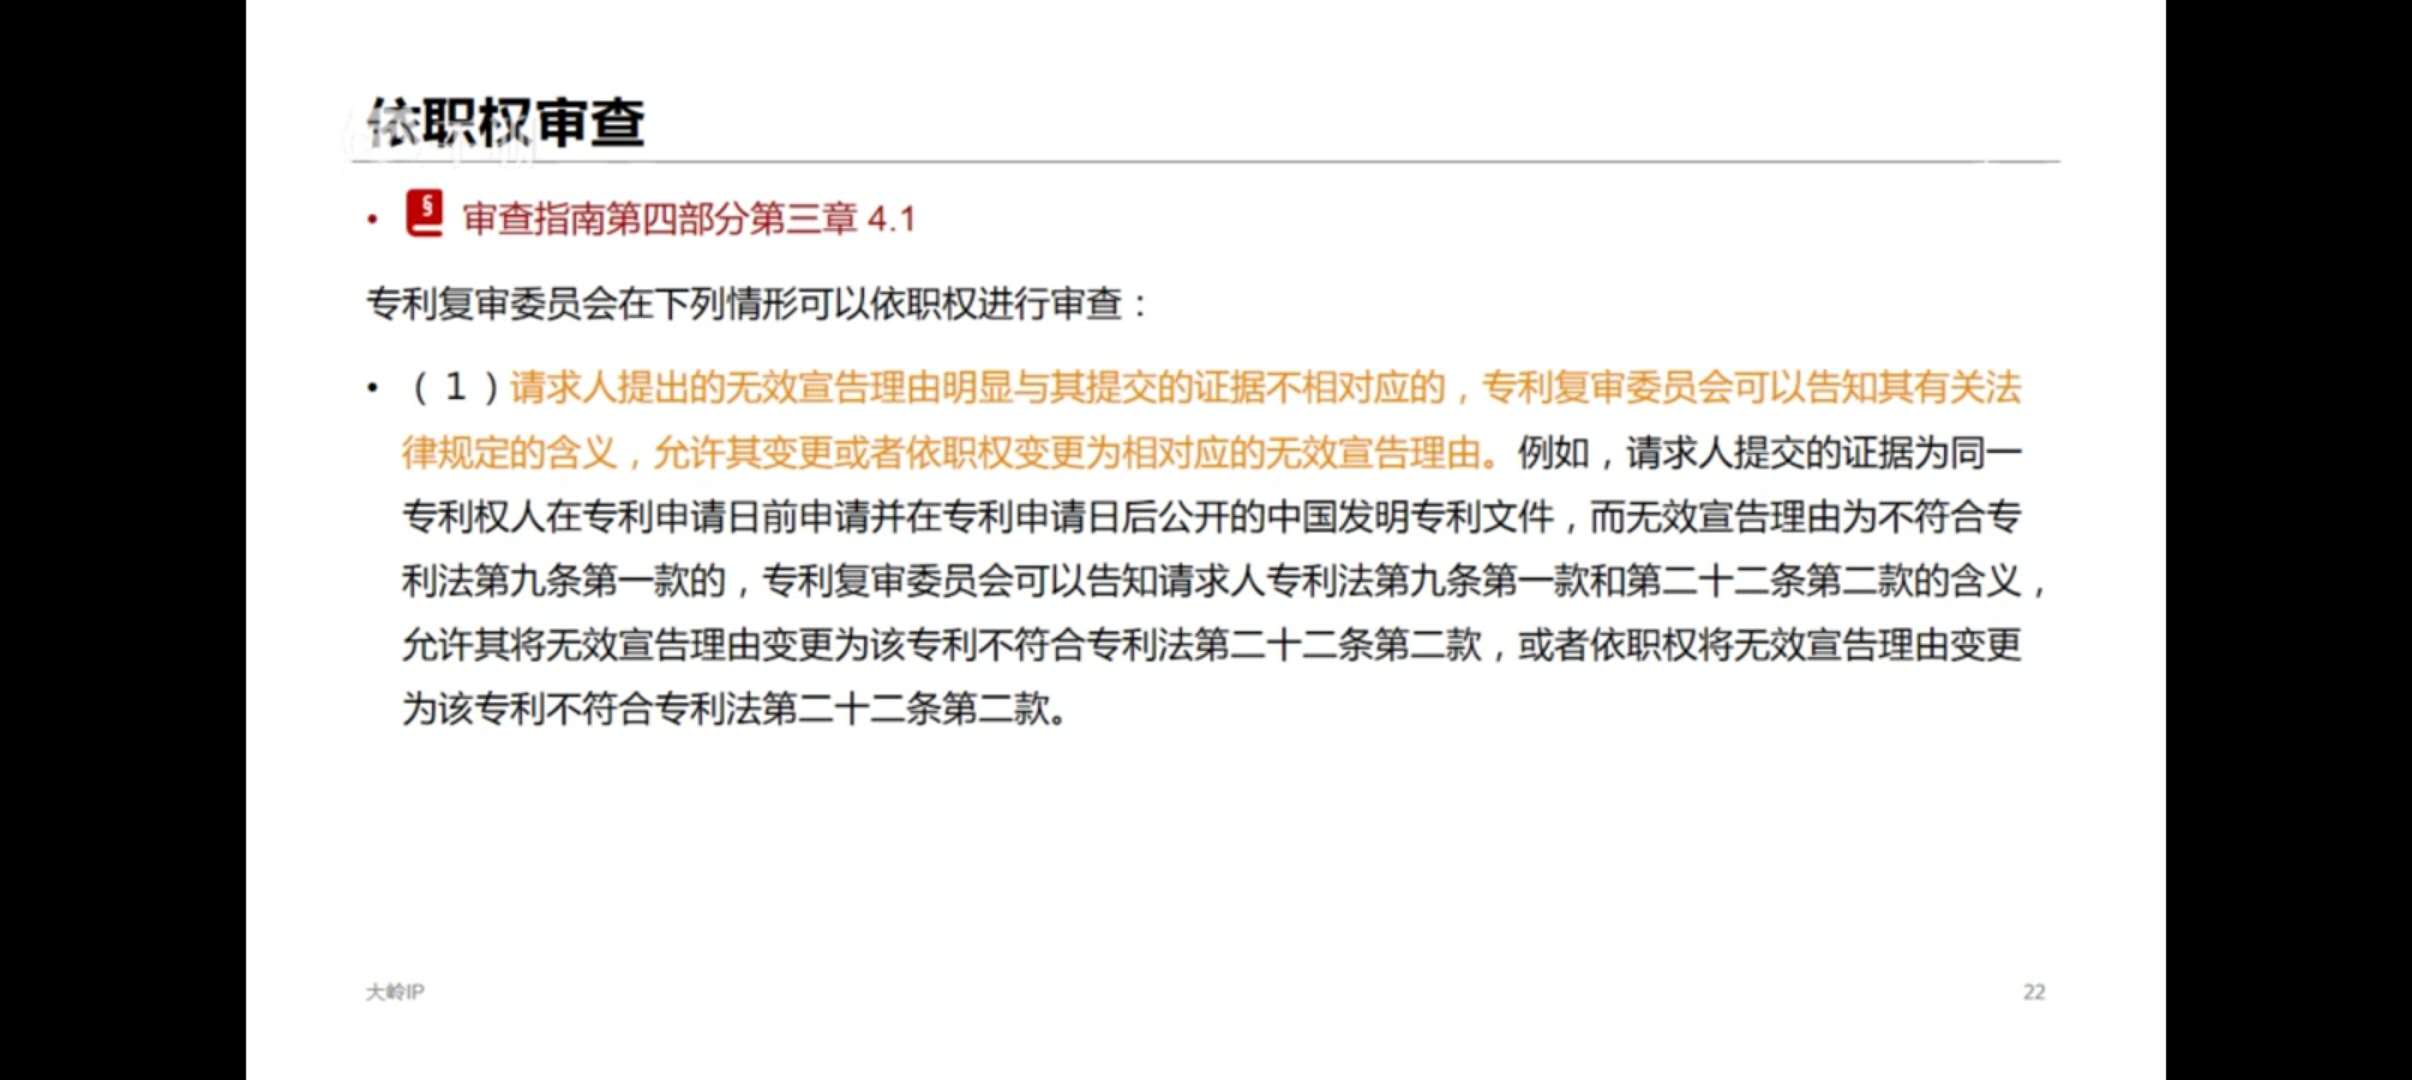 依职权审查
• § 审查指南第四部分第三章 4.1
专利复审委员会在下列情形可以依职权进行审查：
• （1）请求人提出的无效宣告理由明显与其提交的证据不相对应的，专利复审委员会可以告知其有关法
律规定的含义，允许其变更或者依职权变更为相对应的无效宣告理由。例如，请求人提交的证据为同一
专利权人在专利申请日前申请并在专利申请日后公开的中国发明专利文件，而无效宣告理由为不符合专
利法第九条第一款的，专利复审委员会可以告知请求人专利法第九条第一款和第二十二条第二款的含义，
允许其将无效宣告理由变更为该专利不符合专利法第二十二条第二款，或者依职权将无效宣告理由变更
为该专利不符合专利法第二十二条第二款。
大岭IP
22